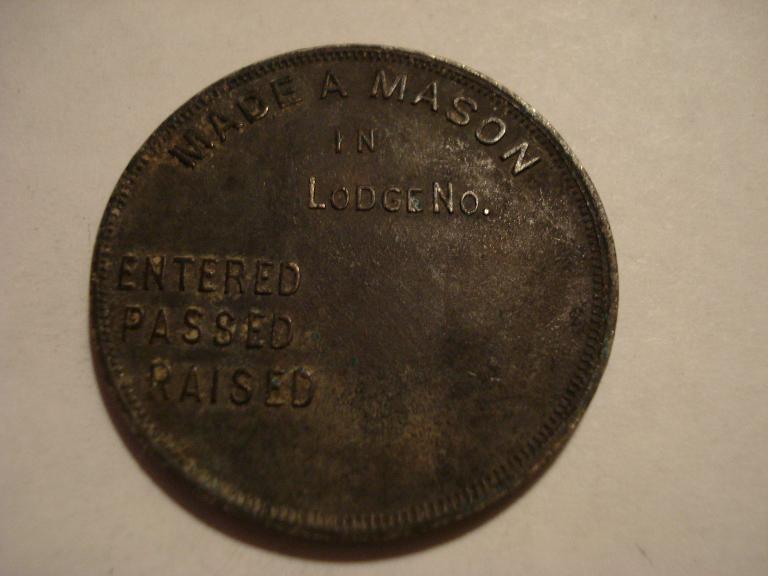 MADE A MASON
IN
LODGE NO.
ENTERED
PASSED
RAISED